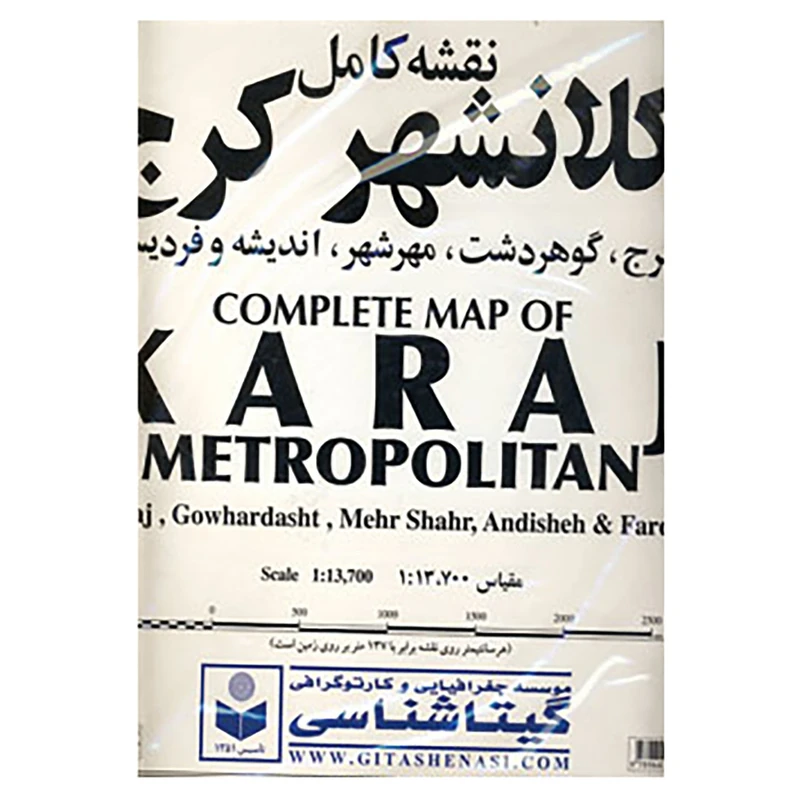 نقشه کامل
کلانشهر کرج
کرج، گوهردشت، مهرشهر، اندیشه و فردیس
COMPLETE MAP OF
KARAJ
METROPOLITAN
aj , Gowhardasht , Mehr Shahr, Andisheh & Fard
Scale 1:13,700 مقیاس ۱:۱۳،۷۰۰
0 500 1000 1500 2000 2500
(هر سانتیمتر روی نقشه برابر با ۱۳۷ متر بر روی زمین است)
موسسه جغرافیایی و کارتوگرافی
گیتاشناسی
تاسیس ۱۳۵۱
WWW.GITASHENASI.COM